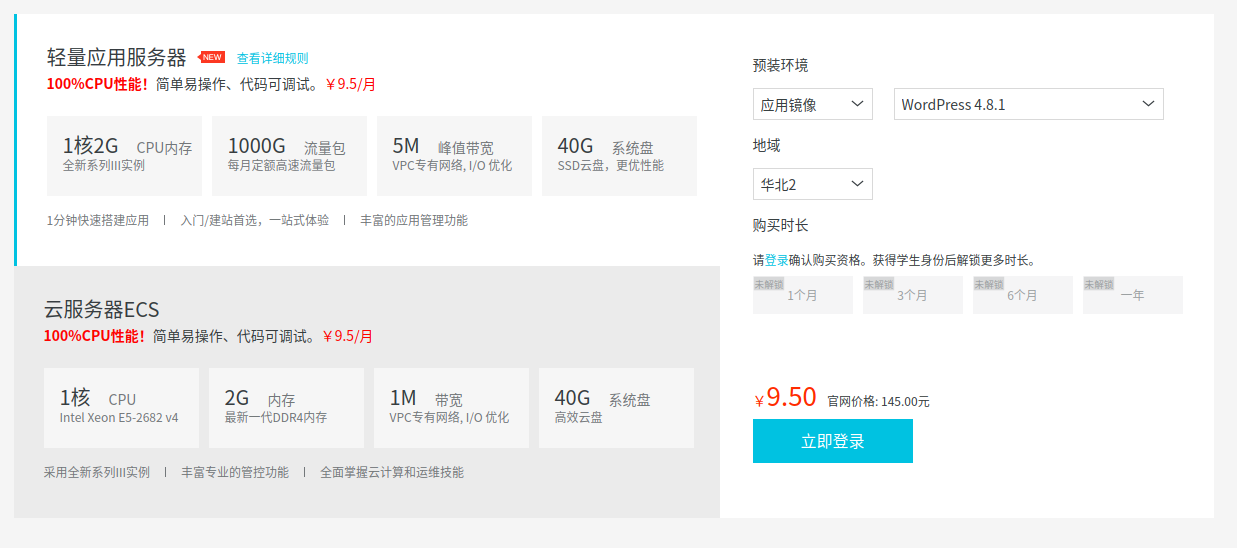 轻量应用服务器 NEW 查看详细规则
100%CPU性能！简单易操作、代码可调试。￥9.5/月
1核2G CPU内存
全新系列III实例
1000G 流量包
每月定额高速流量包
5M 峰值带宽
VPC专有网络, I/O 优化
40G 系统盘
SSD云盘，更优性能
1分钟快速搭建应用 | 入门/建站首选，一站式体验 | 丰富的应用管理功能
云服务器ECS
100%CPU性能！简单易操作、代码可调试。￥9.5/月
1核 CPU
Intel Xeon E5-2682 v4
2G 内存
最新一代DDR4内存
1M 带宽
VPC专有网络, I/O 优化
40G 系统盘
高效云盘
采用全新系列III实例 | 丰富专业的管控功能 | 全面掌握云计算和运维技能
预装环境
应用镜像 WordPress 4.8.1
地域
华北2
购买时长
请登录确认购买资格。获得学生身份后解锁更多时长。
未解锁 1个月
未解锁 3个月
未解锁 6个月
未解锁 一年
￥9.50 官网价格: 145.00元
立即登录